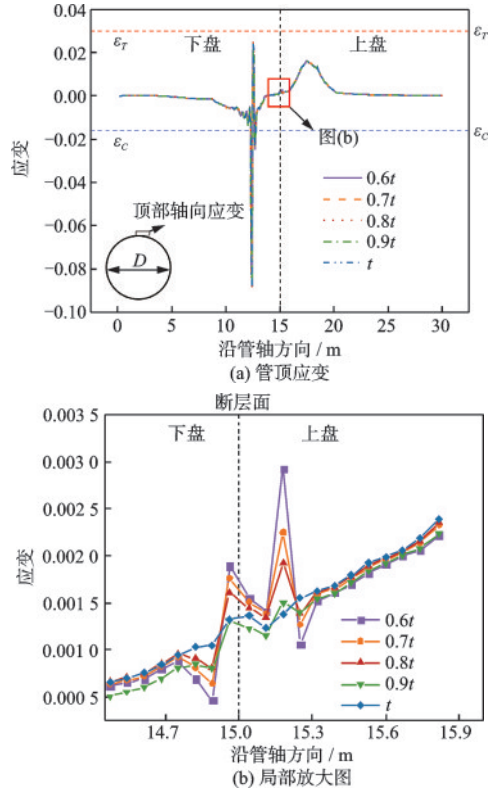 0.04
ε_T
下盘
上盘
ε_T
0.02
0.00
-0.02
ε_C
ε_C
图(b)
应变
-0.04
0.6t
0.7t
0.8t
0.9t
t
顶部轴向应变
-0.06
D
-0.08
-0.10
0 5 10 15 20 25 30
沿管轴方向 / m
(a) 管顶应变
断层面
0.003 5
下盘
上盘
0.003 0
0.002 5
0.002 0
应变
0.001 5
0.6t
0.7t
0.8t
0.9t
t
0.001 0
0.000 5
14.7 15.0 15.3 15.6 15.9
沿管轴方向 / m
(b) 局部放大图